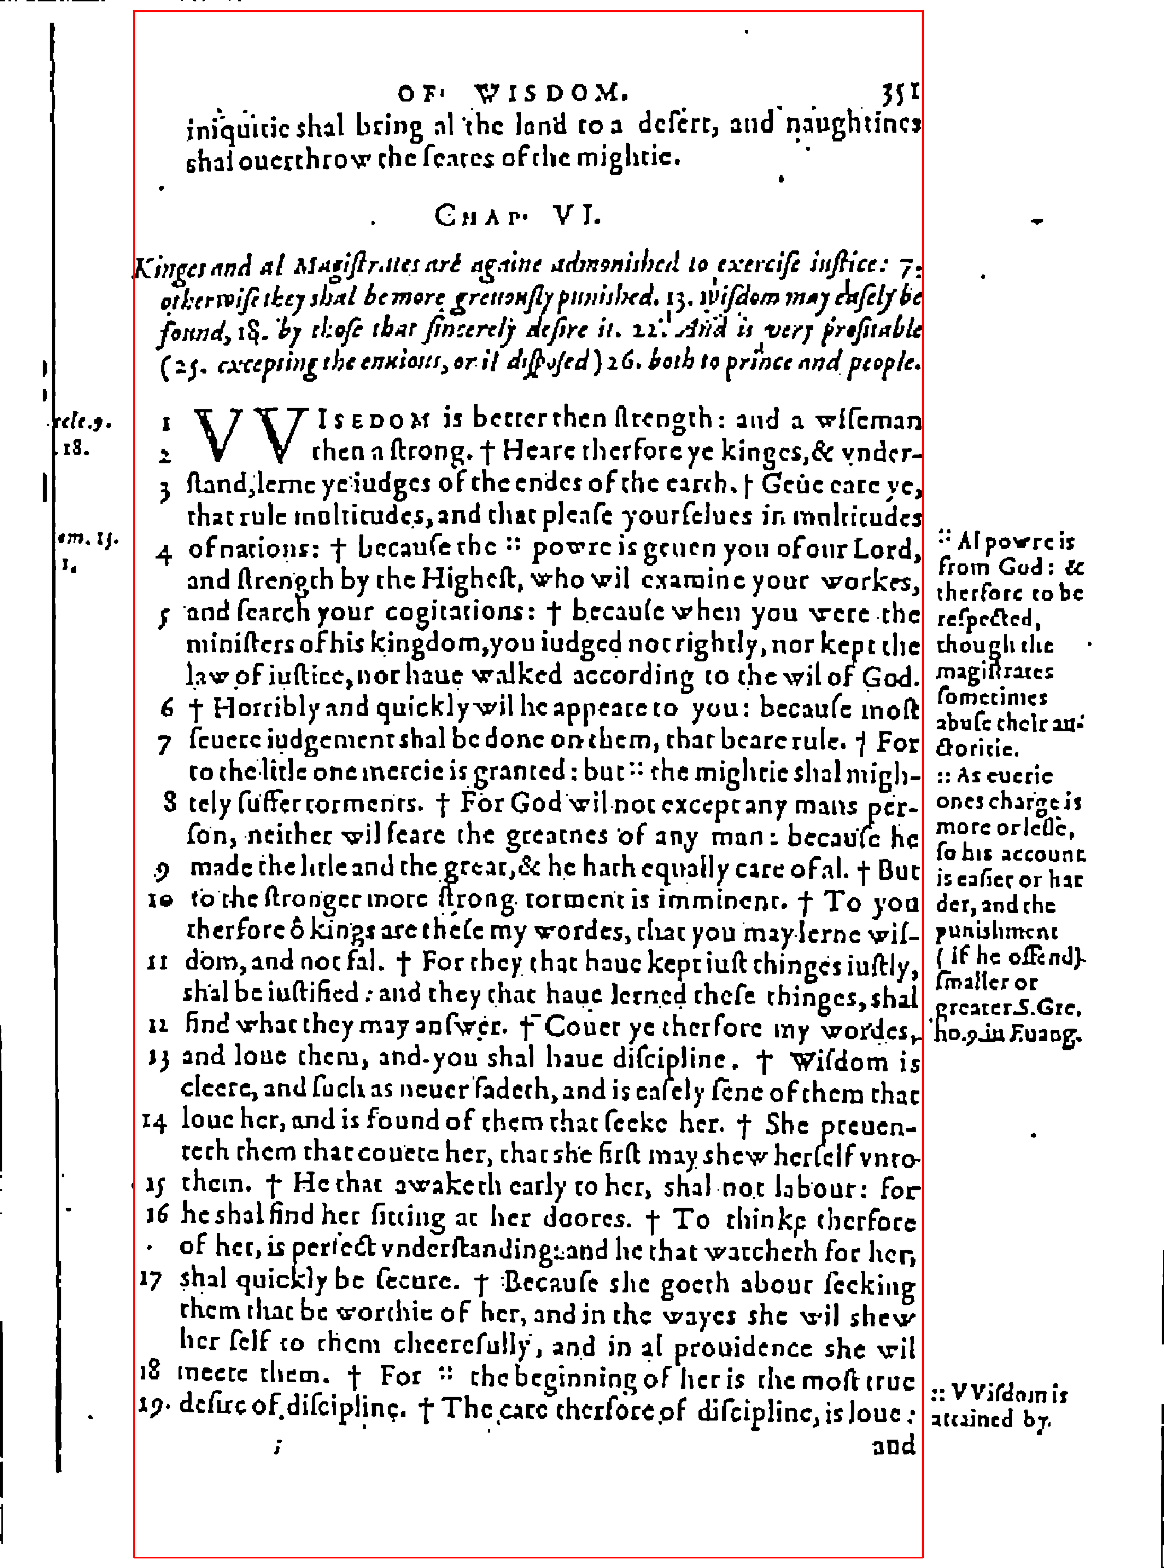 OF WISDOM. 351
iniquitie shal bring al the land to a desert, and naughtines
shal ouerthrow the seates of the mightie.
CHAP. VI.
Kinges and al Magistrates are againe admonished to exercise iustice: 7.
otherwise they shal be more greuously punished. 13. Wisdom may easely be
found, 18. by those that sincerely desire it. 22. And is very profitable
(25. excepting the enuious, or il disposed) 26. both to prince and people.
1 VVISEDOM is better then strength: and a wiseman
2 then a strong. † Heare therfore ye kinges, & vnder-
3 stand, lerne ye iudges of the endes of the earth. † Geue eare ye,
that rule multitudes, and that please yourselues in multitudes
4 of nations: † because the :: powre is geuen you of our Lord,
and strength by the Highest, who wil examine your workes,
5 and search your cogitations: † because when you were the
ministers of his kingdom, you iudged not rightly, nor kept the
law of iustice, nor haue walked according to the wil of God.
6 † Horribly and quickly wil he appeare to you: because most
7 seuere iudgement shal be done on them, that beare rule. † For
to the litle one mercie is granted: but :: the mightie shal migh-
8 tely suffer torments. † For God wil not except any mans per-
son, neither wil feare the greatnes of any man: because he
9 made the litle and the great, & he hath equally care of al. † But
10 to the stronger more strong torment is imminent. † To you
therfore ô kings are these my wordes, that you may lerne wis-
11 dom, and not fal. † For they that haue kept iust thinges iustly,
shal be iustified: and they that haue lerned these thinges, shal
12 find what they may answer. † Couet ye therfore my wordes,
13 and loue them, and you shal haue discipline. † Wisdom is
cleere, and such as neuer fadeth, and is easely sene of them that
14 loue her, and is found of them that seeke her. † She preuen-
teth them that couete her, that she first may shew herself vnto
15 them. † He that awaketh early to her, shal not labour: for
16 he shal find her sitting at her doores. † To thinke therfore
of her, is perfect vnderstanding: and he that watcheth for her,
17 shal quickly be secure. † Because she goeth about seeking
them that be worthie of her, and in the wayes she wil shew
her self to them cheerefully, and in al prouidence she wil
18 meete them. † For :: the beginning of her is the most true
19. desire of discipline. † The care therfore of discipline, is loue:
and
rcle. 9.
18.
om. 13.
1.
:: Al powre is
from God: &
therfore to be
respected,
though the
magistrates
sometimes
abuse their au-
ctoritie.
:: As euerie
ones charge is
more or lesse,
so his account
is easier or har
der, and the
punishment
(if he offend)
smaller or
greater S. Gre.
ho. 9. in Euang.
:: VVisdom is
attained by.